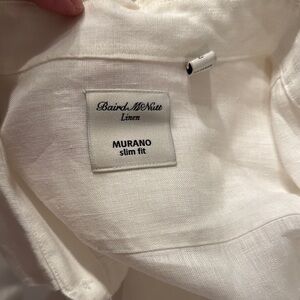 Baird McNutt
Linen
MURANO
slim fit